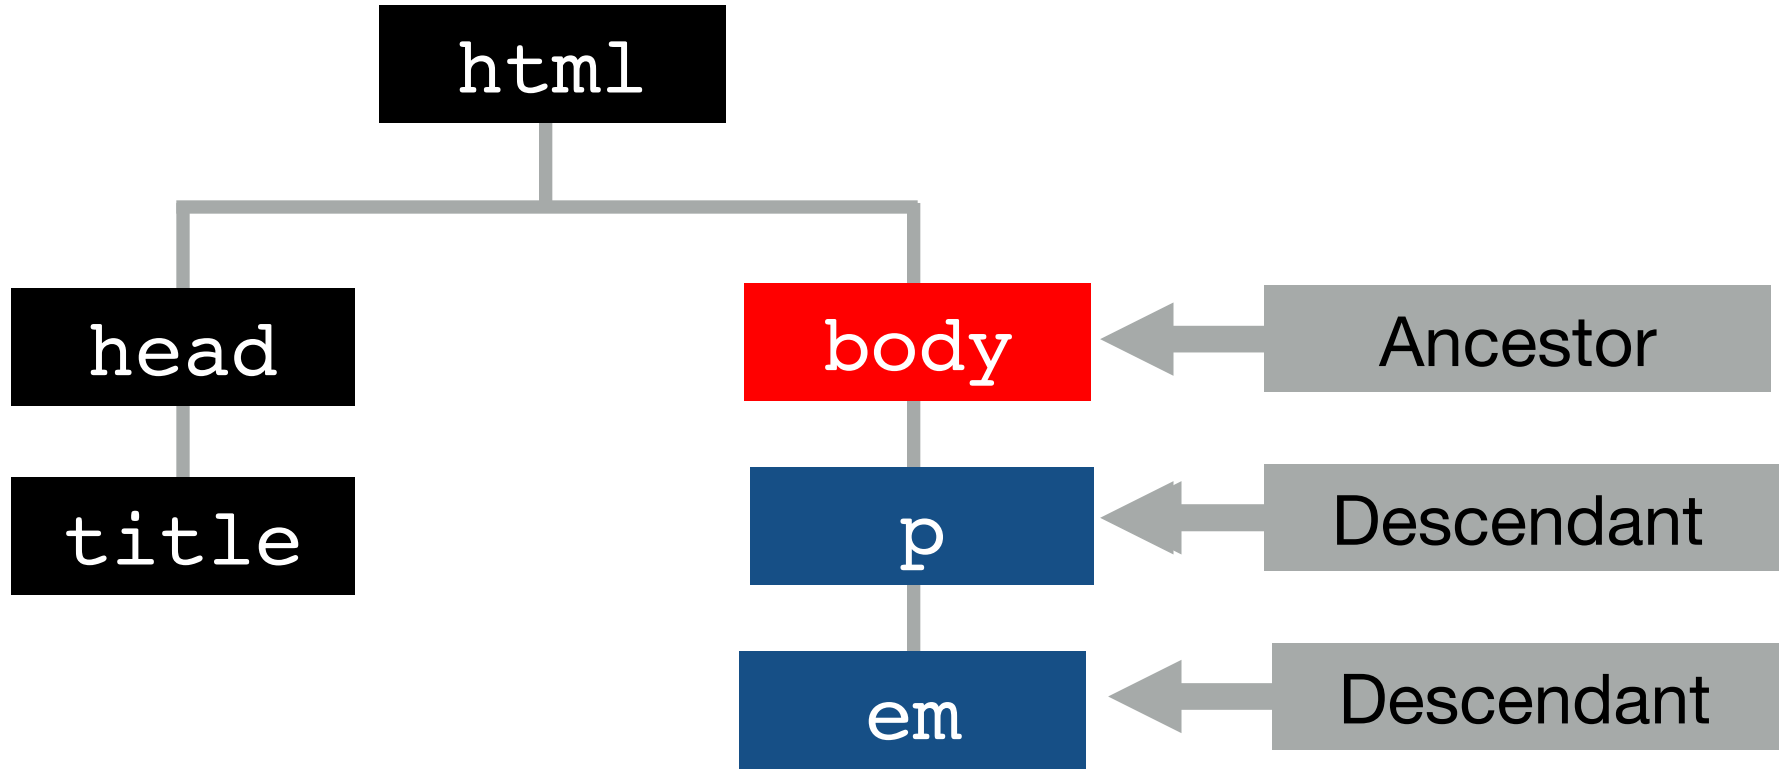 html
head
body
Ancestor
title
p
Descendant
em
Descendant